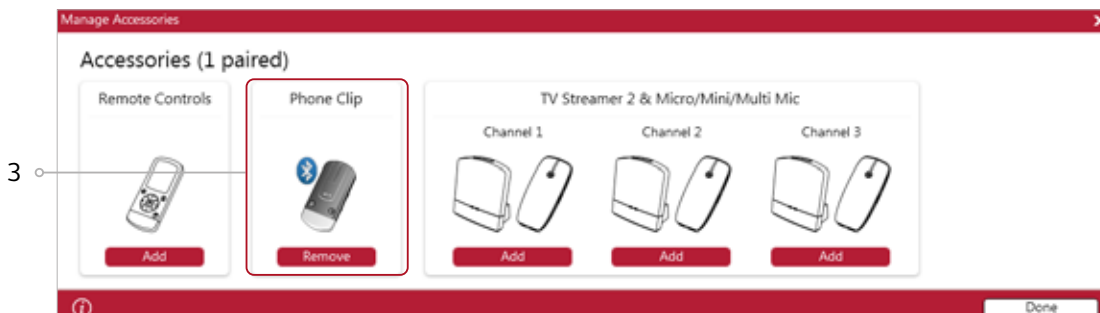 Manage Accessories
Accessories (1 paired)
Remote Controls
Phone Clip
TV Streamer 2 & Micro/Mini/Multi Mic
Channel 1
Channel 2
Channel 3
3
Add
Remove
Add
Add
Add
Done